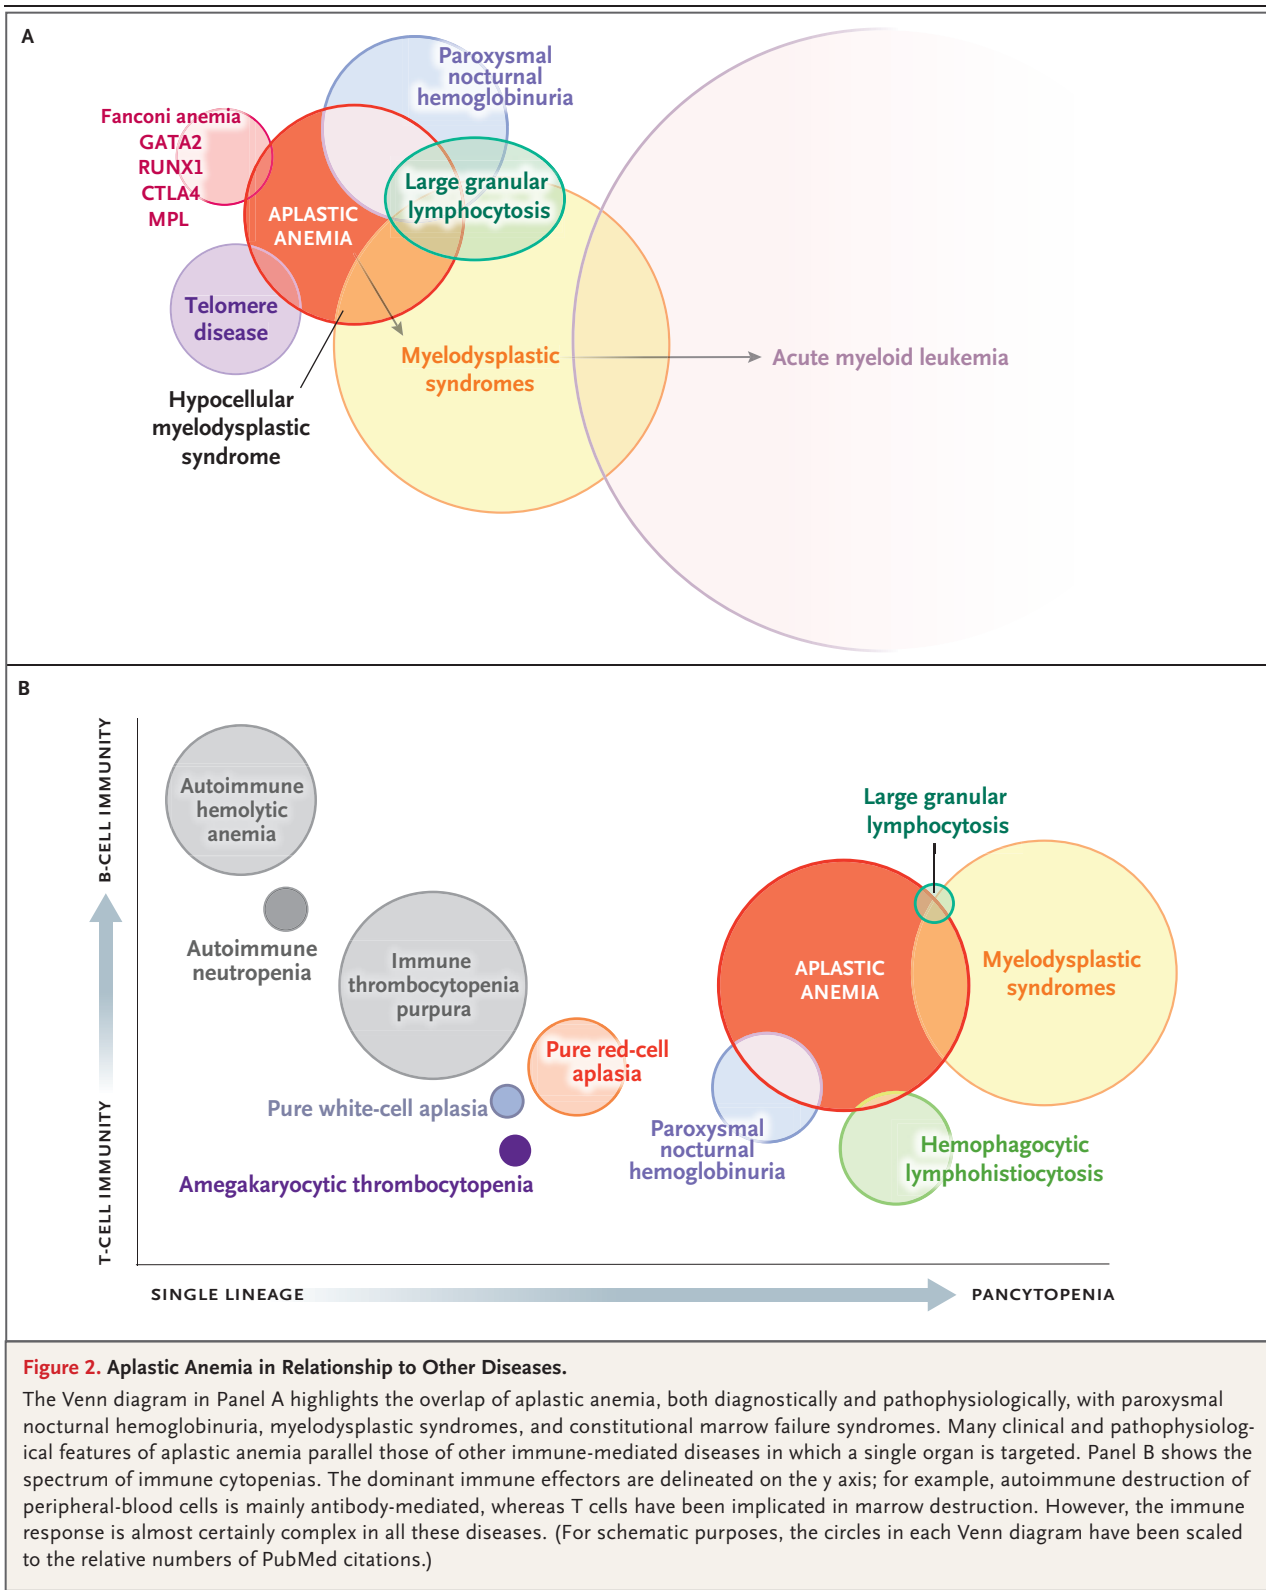 A
Paroxysmal
nocturnal
hemoglobinuria
Fanconi anemia
GATA2
RUNX1
CTLA4
MPL
Large granular
lymphocytosis
APLASTIC
ANEMIA
Telomere
disease
Myelodysplastic
syndromes
Acute myeloid leukemia
Hypocellular
myelodysplastic
syndrome
B
B-CELL IMMUNITY
T-CELL IMMUNITY
Autoimmune
hemolytic
anemia
Autoimmune
neutropenia
Immune
thrombocytopenia
purpura
Pure red-cell
aplasia
Pure white-cell aplasia
Amegakaryocytic thrombocytopenia
Large granular
lymphocytosis
APLASTIC
ANEMIA
Myelodysplastic
syndromes
Paroxysmal
nocturnal
hemoglobinuria
Hemophagocytic
lymphohistiocytosis
SINGLE LINEAGE
PANCYTOPENIA
Figure 2. Aplastic Anemia in Relationship to Other Diseases.
The Venn diagram in Panel A highlights the overlap of aplastic anemia, both diagnostically and pathophysiologically, with paroxysmal
nocturnal hemoglobinuria, myelodysplastic syndromes, and constitutional marrow failure syndromes. Many clinical and pathophysiolog-
ical features of aplastic anemia parallel those of other immune-mediated diseases in which a single organ is targeted. Panel B shows the
spectrum of immune cytopenias. The dominant immune effectors are delineated on the y axis; for example, autoimmune destruction of
peripheral-blood cells is mainly antibody-mediated, whereas T cells have been implicated in marrow destruction. However, the immune
response is almost certainly complex in all these diseases. (For schematic purposes, the circles in each Venn diagram have been scaled
to the relative numbers of PubMed citations.)